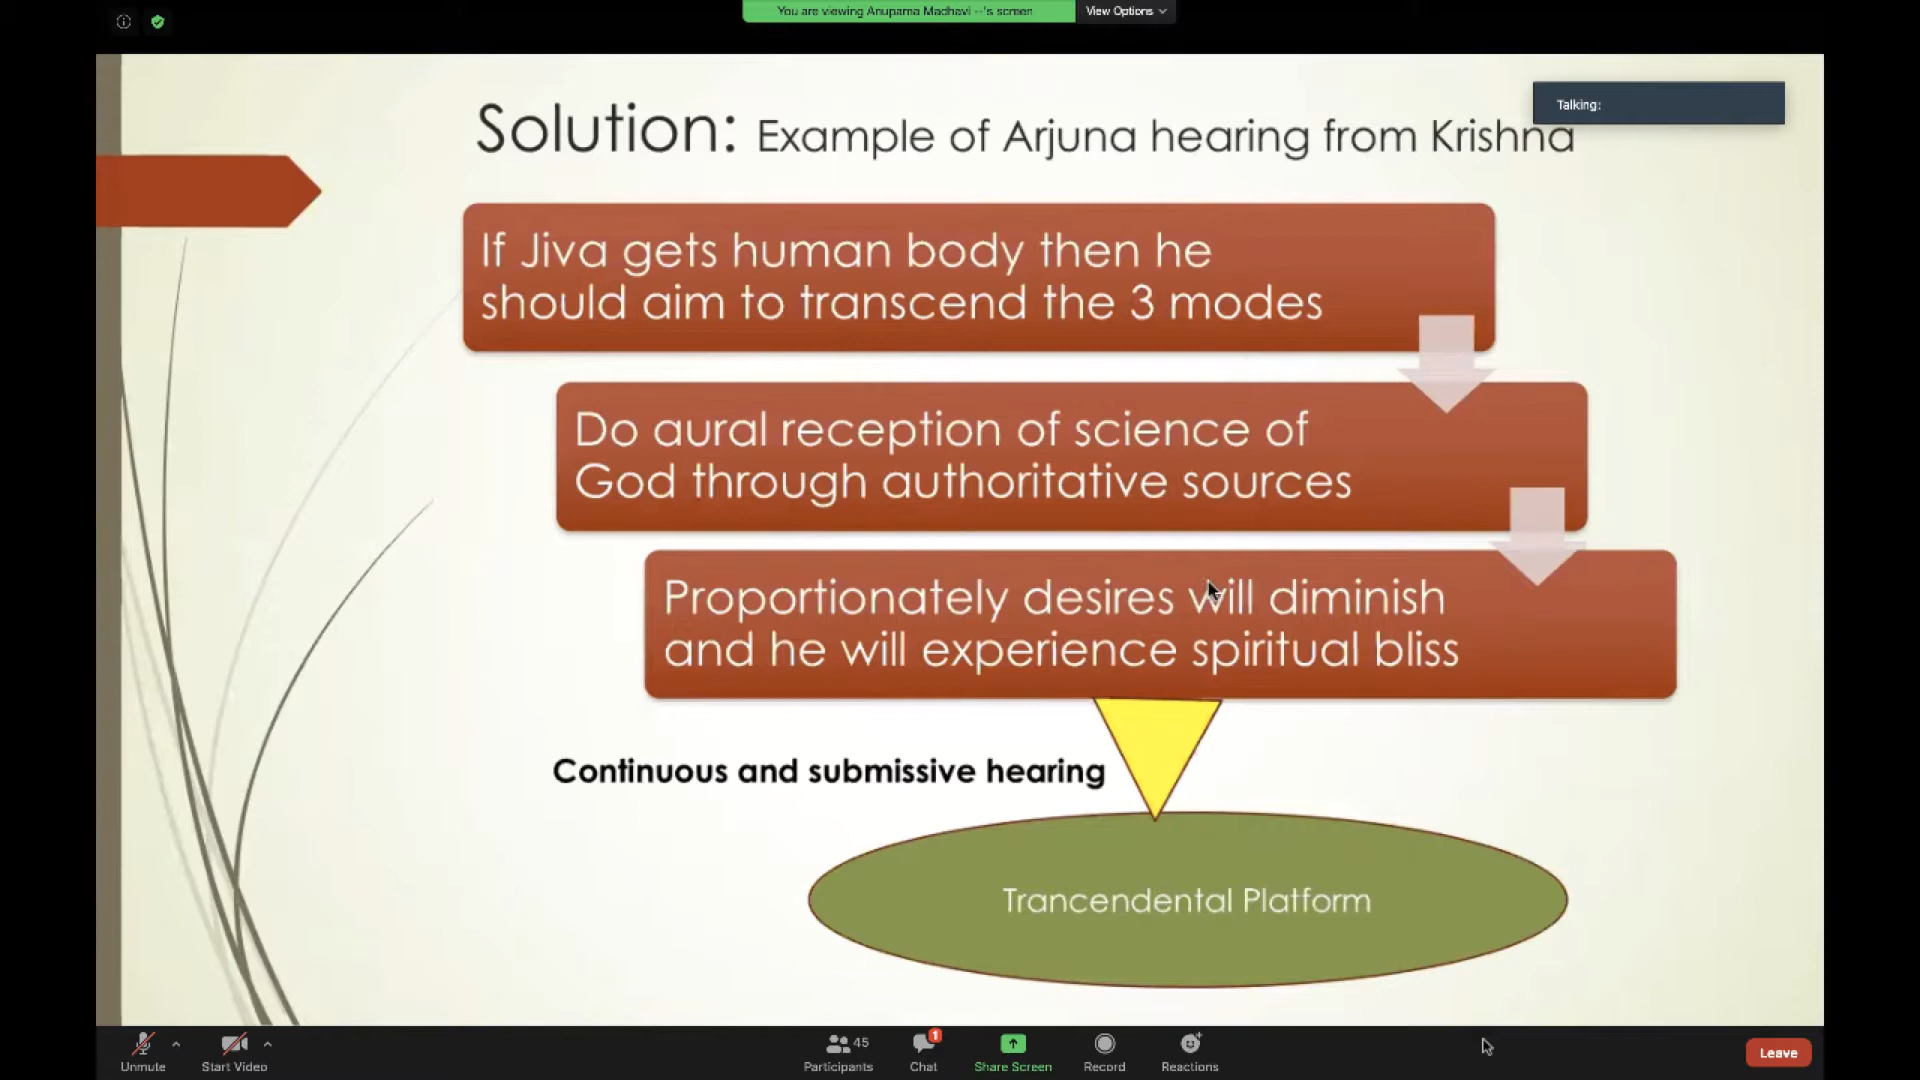 You are viewing Anupama Madhavi --'s screen
View Options
Talking:
Solution: Example of Arjuna hearing from Krishna
If Jiva gets human body then he
should aim to transcend the 3 modes
Do aural reception of science of
God through authoritative sources
Proportionately desires will diminish
and he will experience spiritual bliss
Continuous and submissive hearing
Trancendental Platform
45
1
Unmute
Start Video
Participants
Chat
Share Screen
Record
Reactions
Leave